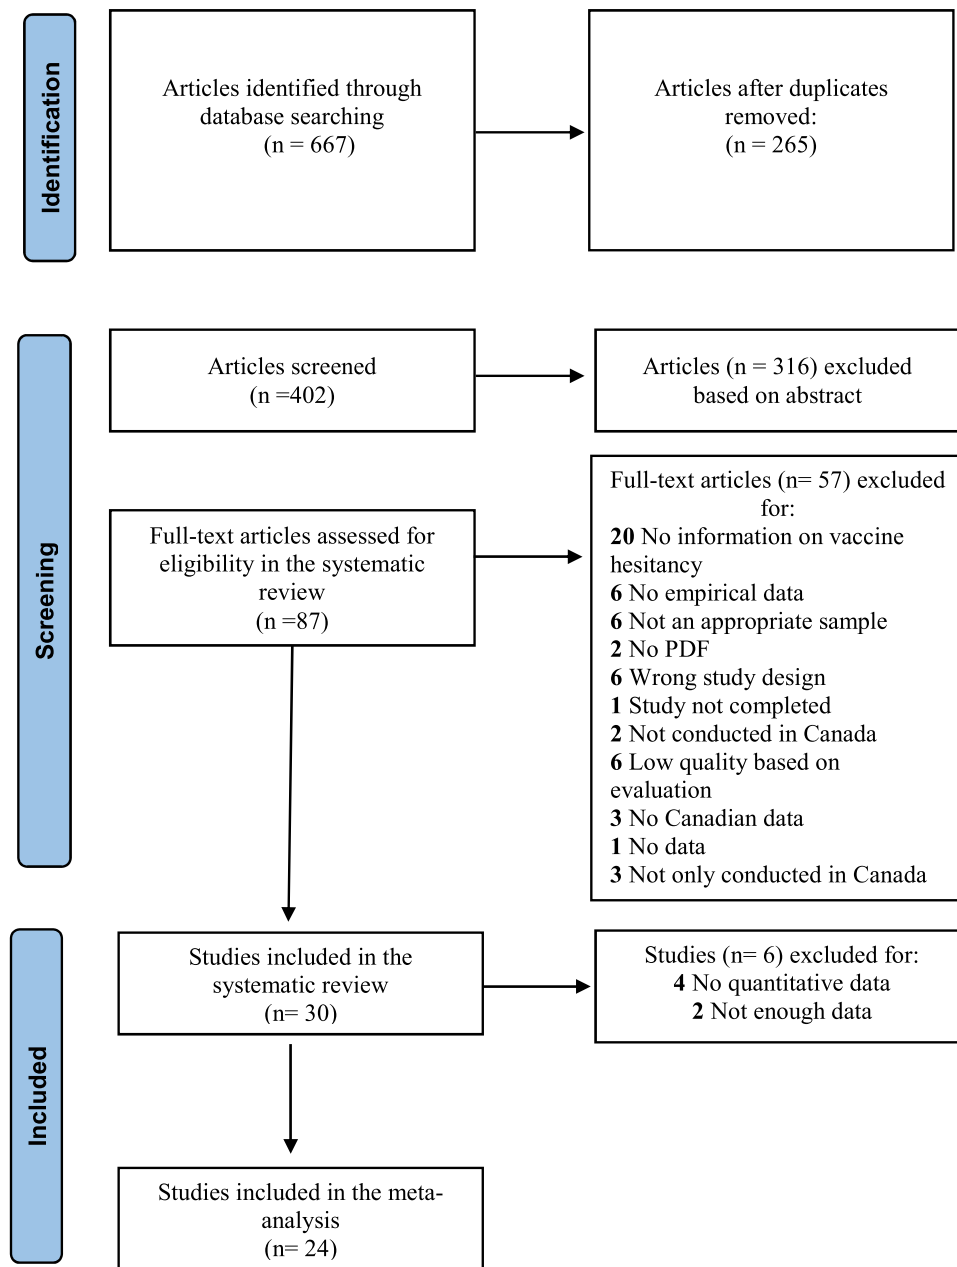 Identification
Articles identified through
database searching
(n = 667)
Articles after duplicates
removed:
(n = 265)
Screening
Articles screened
(n =402)
Articles (n = 316) excluded
based on abstract
Full-text articles assessed for
eligibility in the systematic
review
(n =87)
Full-text articles (n= 57) excluded
for:
20 No information on vaccine
hesitancy
6 No empirical data
6 Not an appropriate sample
2 No PDF
6 Wrong study design
1 Study not completed
2 Not conducted in Canada
6 Low quality based on
evaluation
3 No Canadian data
1 No data
3 Not only conducted in Canada
Included
Studies included in the
systematic review
(n= 30)
Studies (n= 6) excluded for:
4 No quantitative data
2 Not enough data
Studies included in the meta-
analysis
(n= 24)